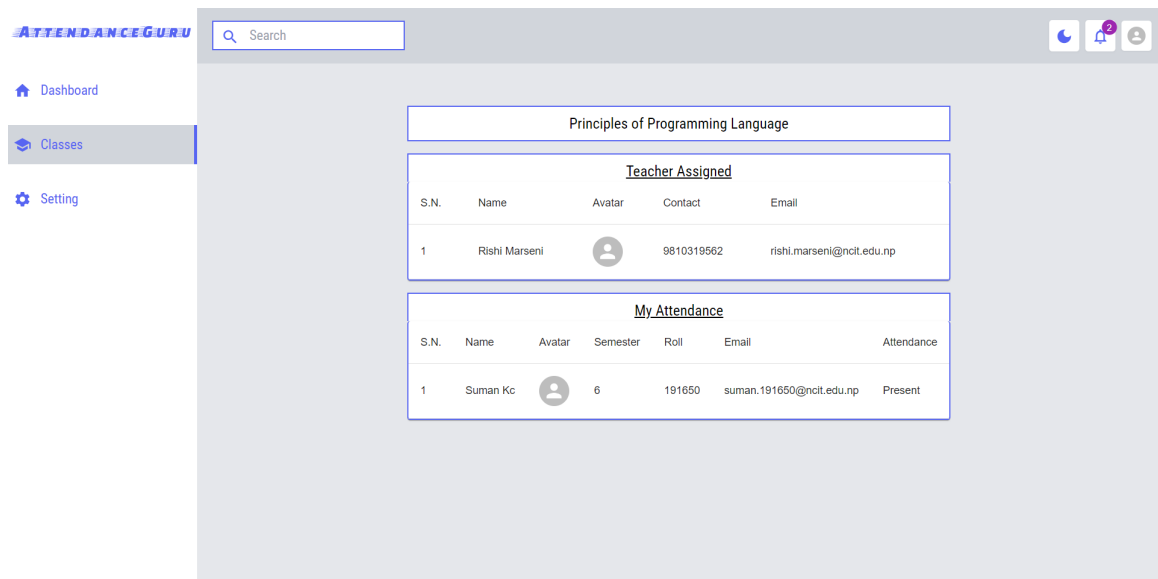 ATTENDANCEGURU
Search
2
Dashboard
Classes
Setting
Principles of Programming Language
Teacher Assigned
S.N. Name Avatar Contact Email
1 Rishi Marseni 9810319562 rishi.marseni@ncit.edu.np
My Attendance
S.N. Name Avatar Semester Roll Email Attendance
1 Suman Kc 6 191650 suman.191650@ncit.edu.np Present